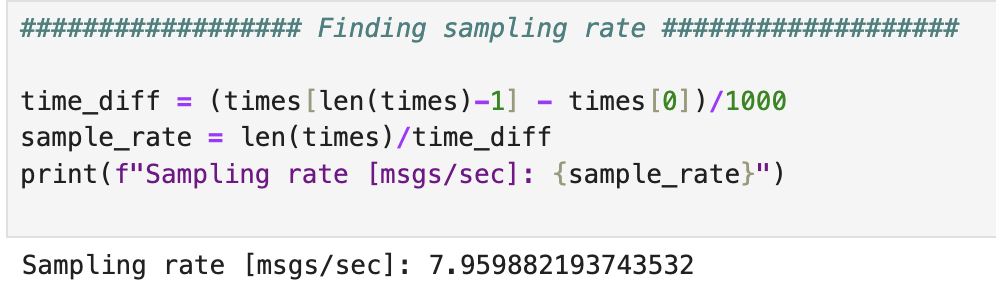 ################## Finding sampling rate ###################
time_diff = (times[len(times)-1] - times[0])/1000
sample_rate = len(times)/time_diff
print(f"Sampling rate [msgs/sec]: {sample_rate}")
Sampling rate [msgs/sec]: 7.959882193743532